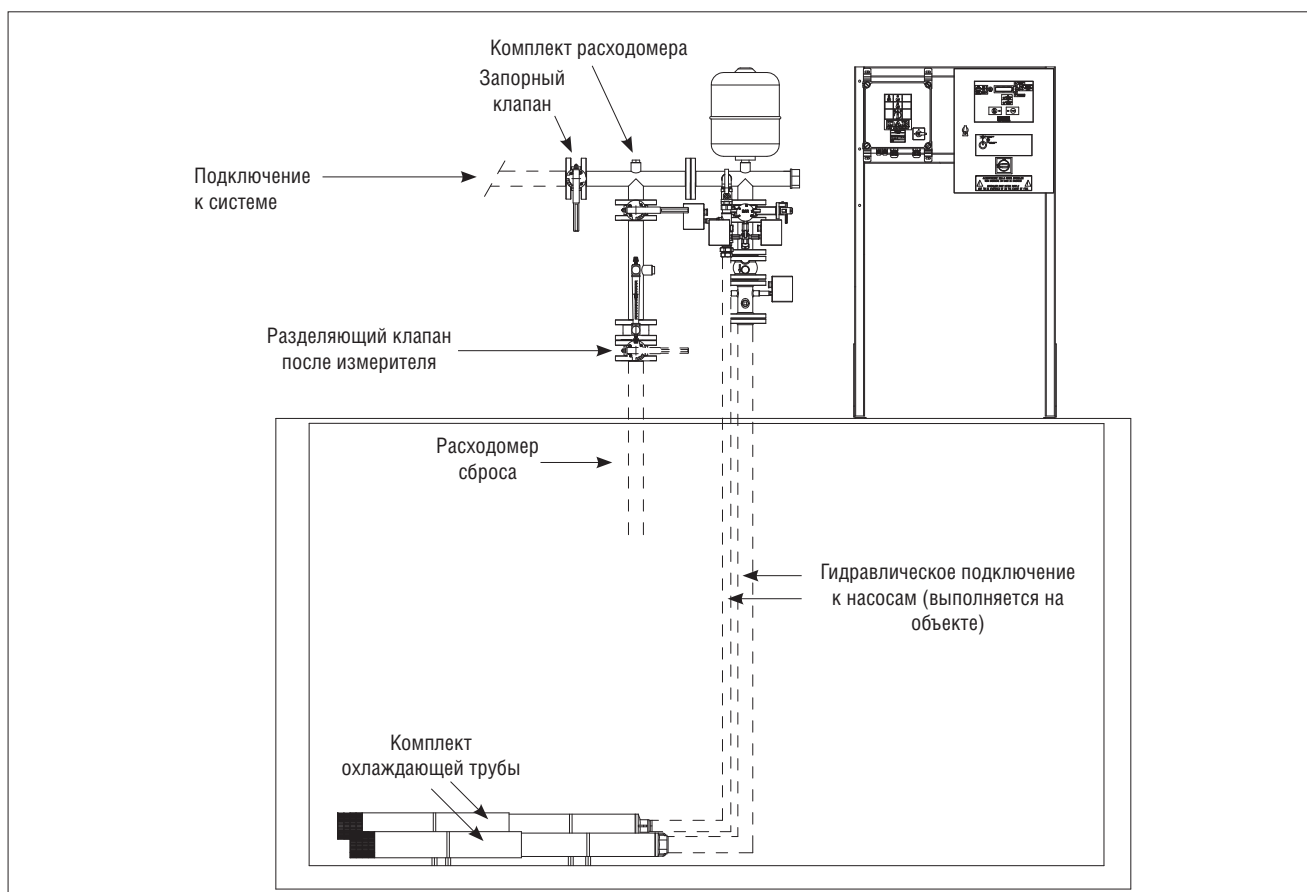 Комплект расходомера
Запорный
клапан
Подключение
к системе
Разделяющий клапан
после измерителя
Расходомер
сброса
Гидравлическое подключение
к насосам (выполняется на
объекте)
Комплект
охлаждающей трубы